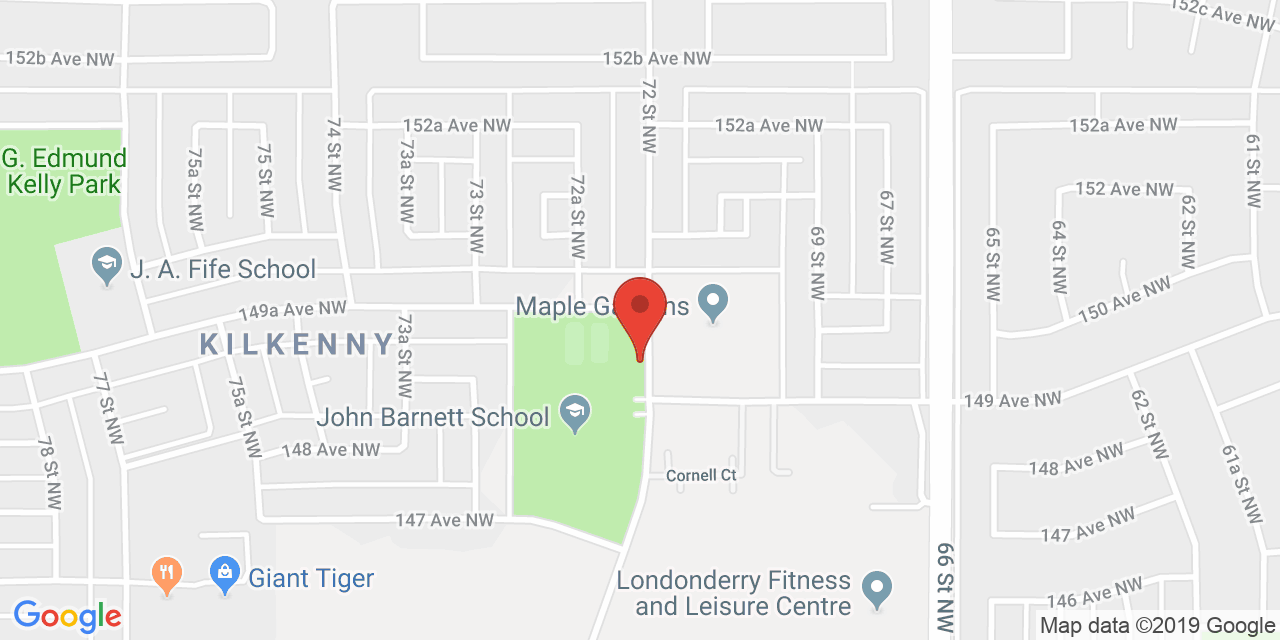 152c Ave NW
152b Ave NW
152b Ave NW
72 St NW
74 St NW
152a Ave NW
152a Ave NW
152a Ave NW
G. Edmund
Kelly Park
75a St NW
75 St NW
73a St NW
73 St NW
72a St NW
67 St NW
61 St NW
152 Ave NW
62 St NW
64 St NW
65 St NW
69 St NW
J. A. Fife School
150 Ave NW
149a Ave NW
Maple Ga
ns
KILKENNY
73a St NW
77 St NW
75a St NW
149 Ave NW
John Barnett School
62 St NW
78 St NW
148 Ave NW
148 Ave NW
61a St NW
Cornell Ct
147 Ave NW
147 Ave NW
66 St NW
Giant Tiger
Londonderry Fitness
and Leisure Centre
146 Ave NW
Google
Map data ©2019 Google